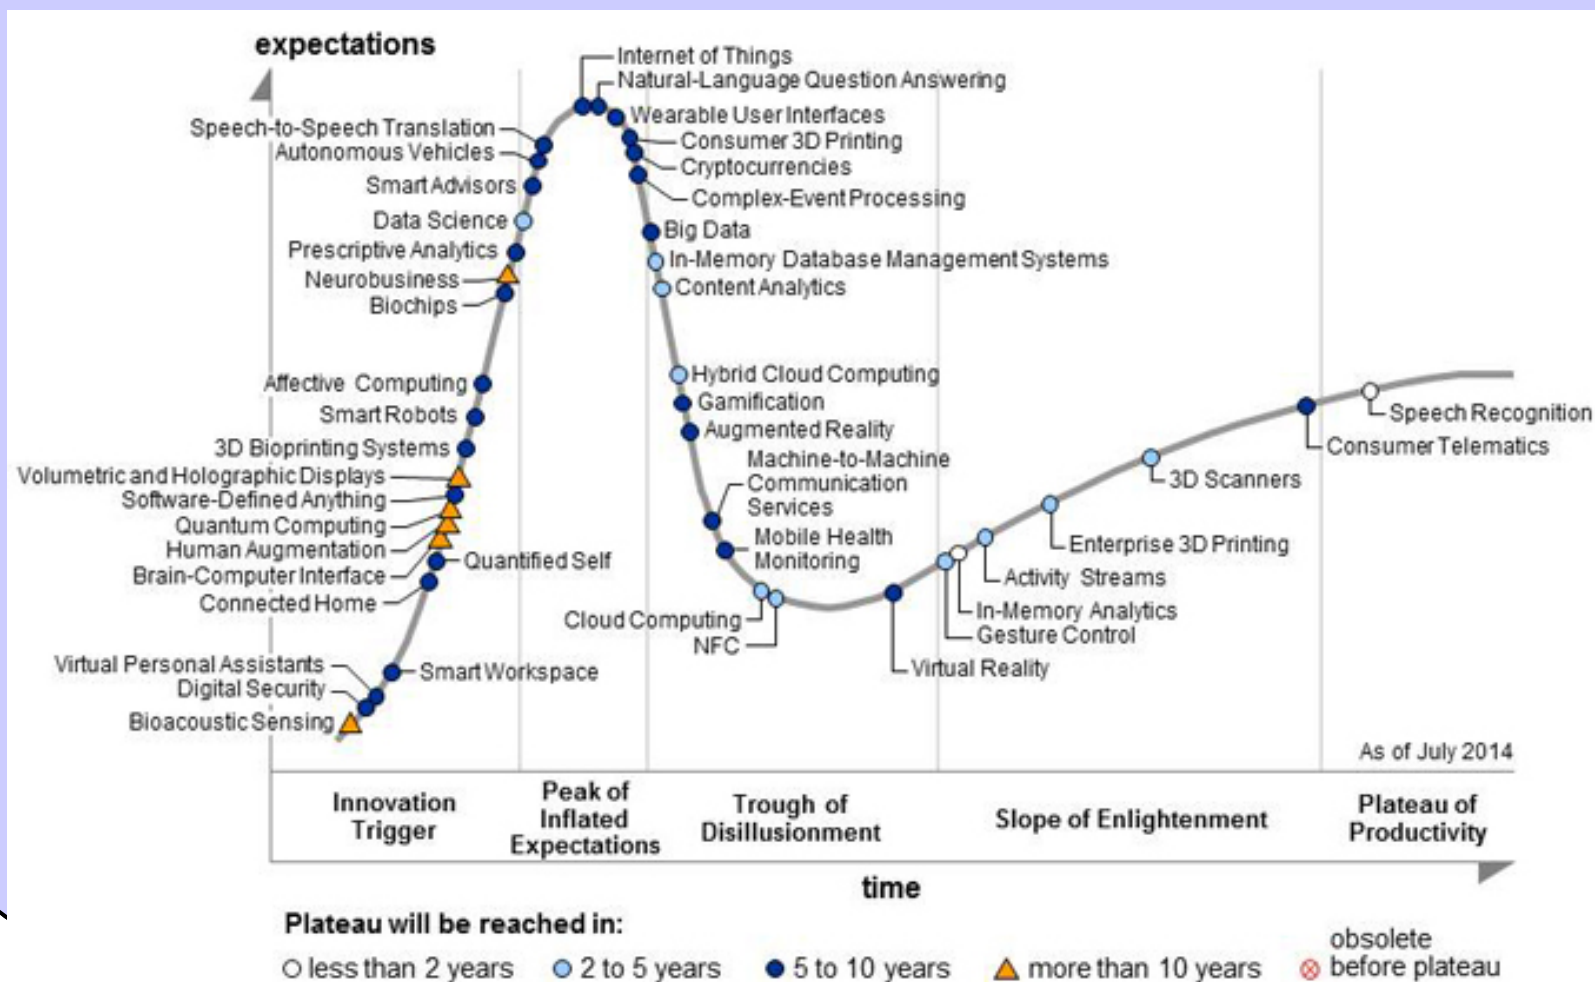 expectations
Internet of Things
Natural-Language Question Answering
Wearable User Interfaces
Speech-to-Speech Translation
Consumer 3D Printing
Autonomous Vehicles
Cryptocurrencies
Smart Advisors
Complex-Event Processing
Data Science
Big Data
Prescriptive Analytics
In-Memory Database Management Systems
Neurobusiness
Content Analytics
Biochips
Hybrid Cloud Computing
Affective Computing
Gamification
Smart Robots
Speech Recognition
Augmented Reality
3D Bioprinting Systems
Consumer Telematics
Machine-to-Machine
Communication
Services
Volumetric and Holographic Displays
3D Scanners
Software-Defined Anything
Quantum Computing
Mobile Health
Monitoring
Human Augmentation
Enterprise 3D Printing
Quantified Self
Brain-Computer Interface
Activity Streams
Connected Home
In-Memory Analytics
Cloud Computing
Gesture Control
NFC
Virtual Personal Assistants
Virtual Reality
Smart Workspace
Digital Security
Bioacoustic Sensing
As of July 2014
Innovation
Trigger
Peak of
Inflated
Expectations
Trough of
Disillusionment
Slope of Enlightenment
Plateau of
Productivity
time
Plateau will be reached in:
less than 2 years
2 to 5 years
5 to 10 years
more than 10 years
obsolete
before plateau